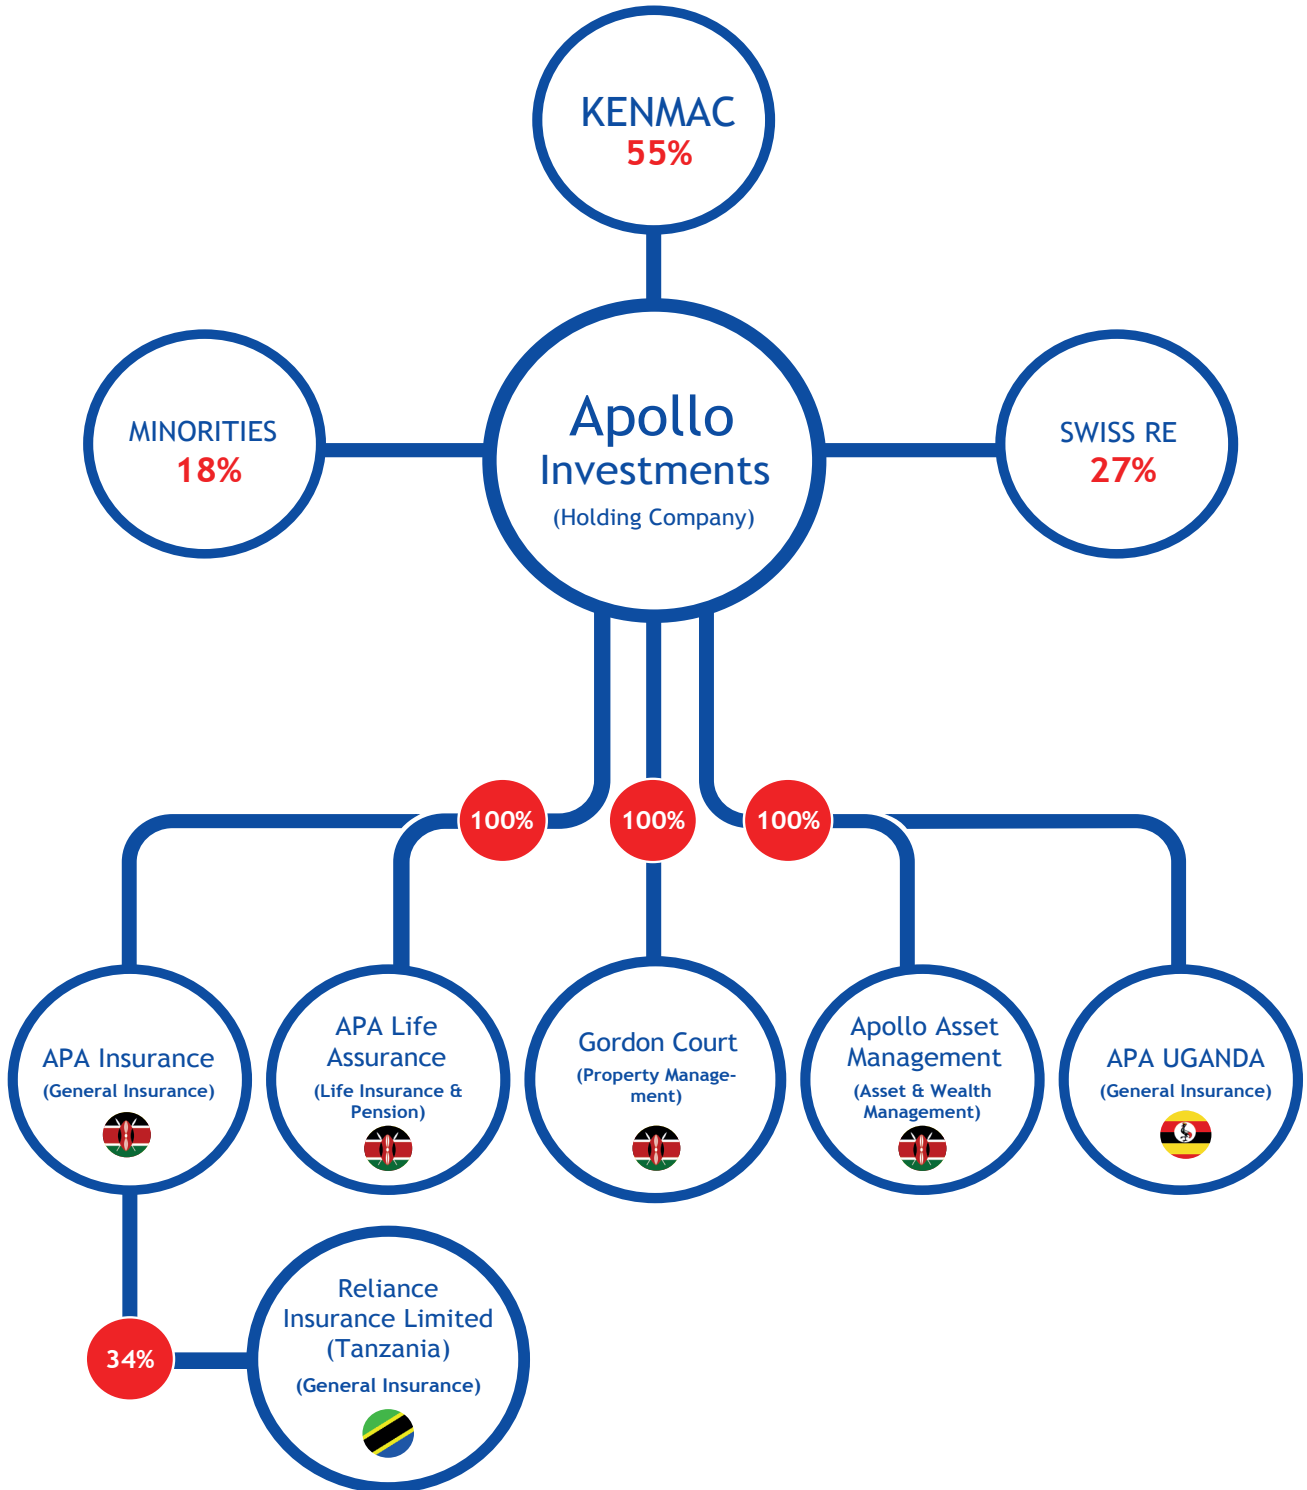 KENMAC
55%
MINORITIES
18%
Apollo
Investments
(Holding Company)
SWISS RE
27%
100%
100%
100%
APA Insurance
(General Insurance)
APA Life
Assurance
(Life Insurance &
Pension)
Gordon Court
(Property Manage-
ment)
Apollo Asset
Management
(Asset & Wealth
Management)
APA UGANDA
(General Insurance)
34%
Reliance
Insurance Limited
(Tanzania)
(General Insurance)